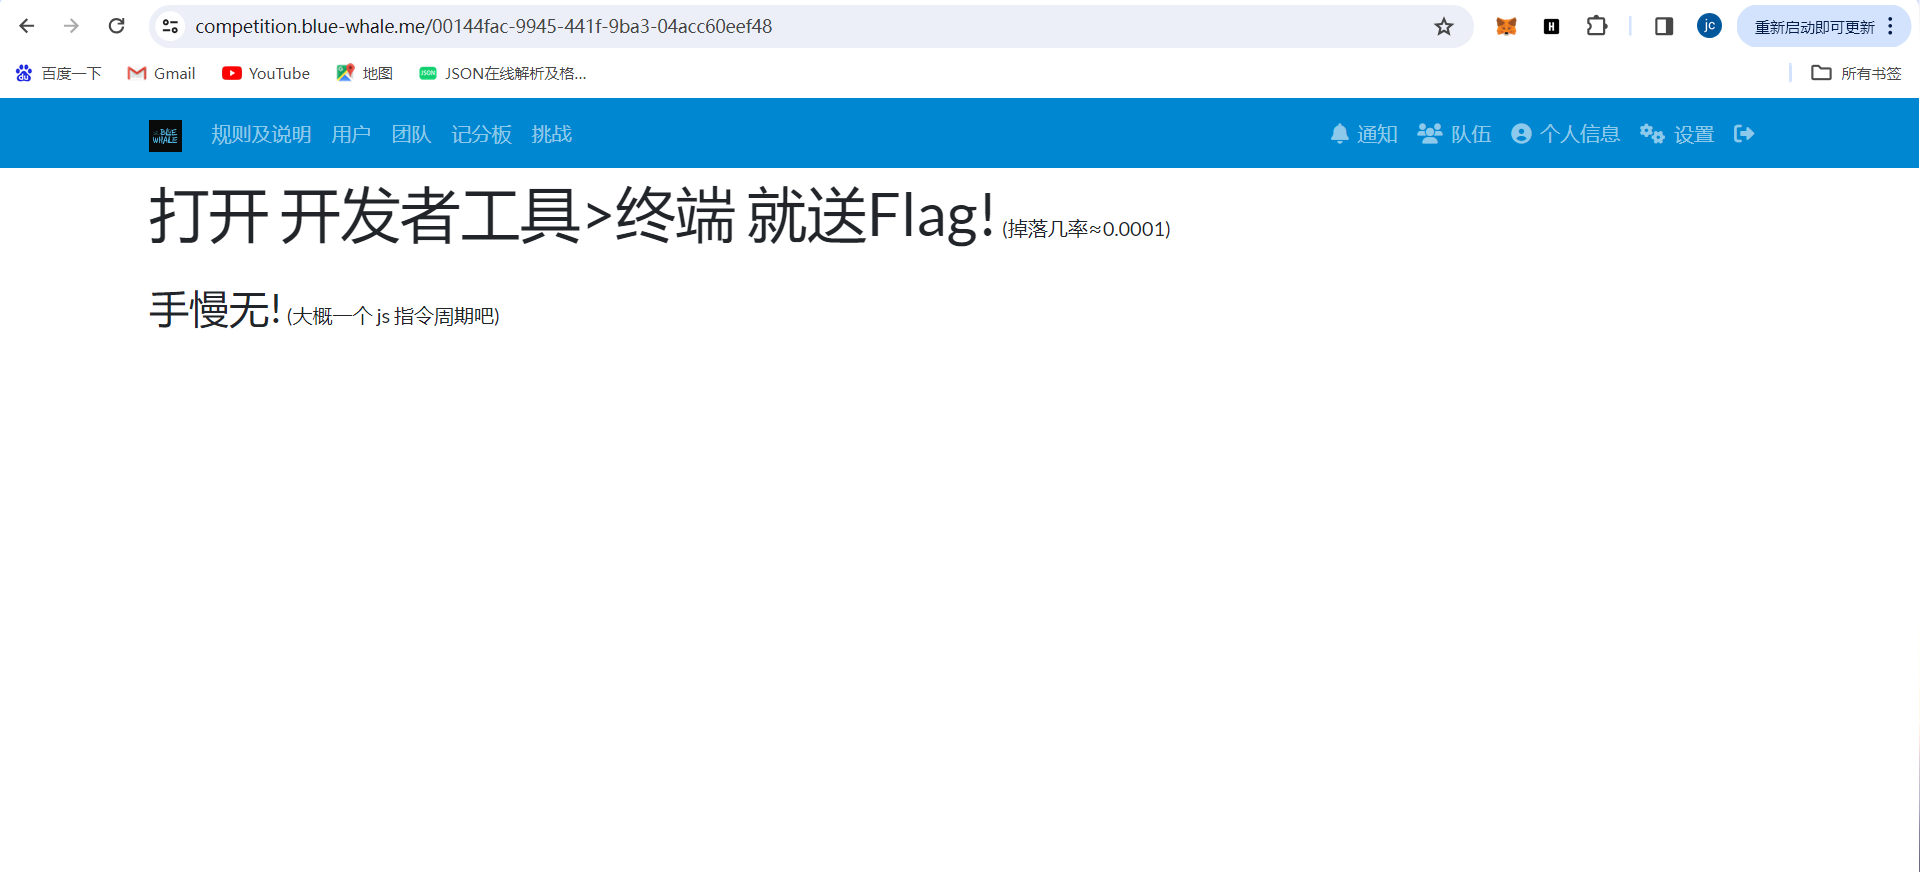 competition.blue-whale.me/00144fac-9945-441f-9ba3-04acc60eef48 jc 重新启动即可更新
百度一下 Gmail YouTube 地图 JSON JSON在线解析及格... 所有书签
BLUE WHALE 规则及说明 用户 团队 记分板 挑战 通知 队伍 个人信息 设置
打开 开发者工具>终端 就送Flag! (掉落几率≈0.0001)
手慢无! (大概一个 js 指令周期吧)